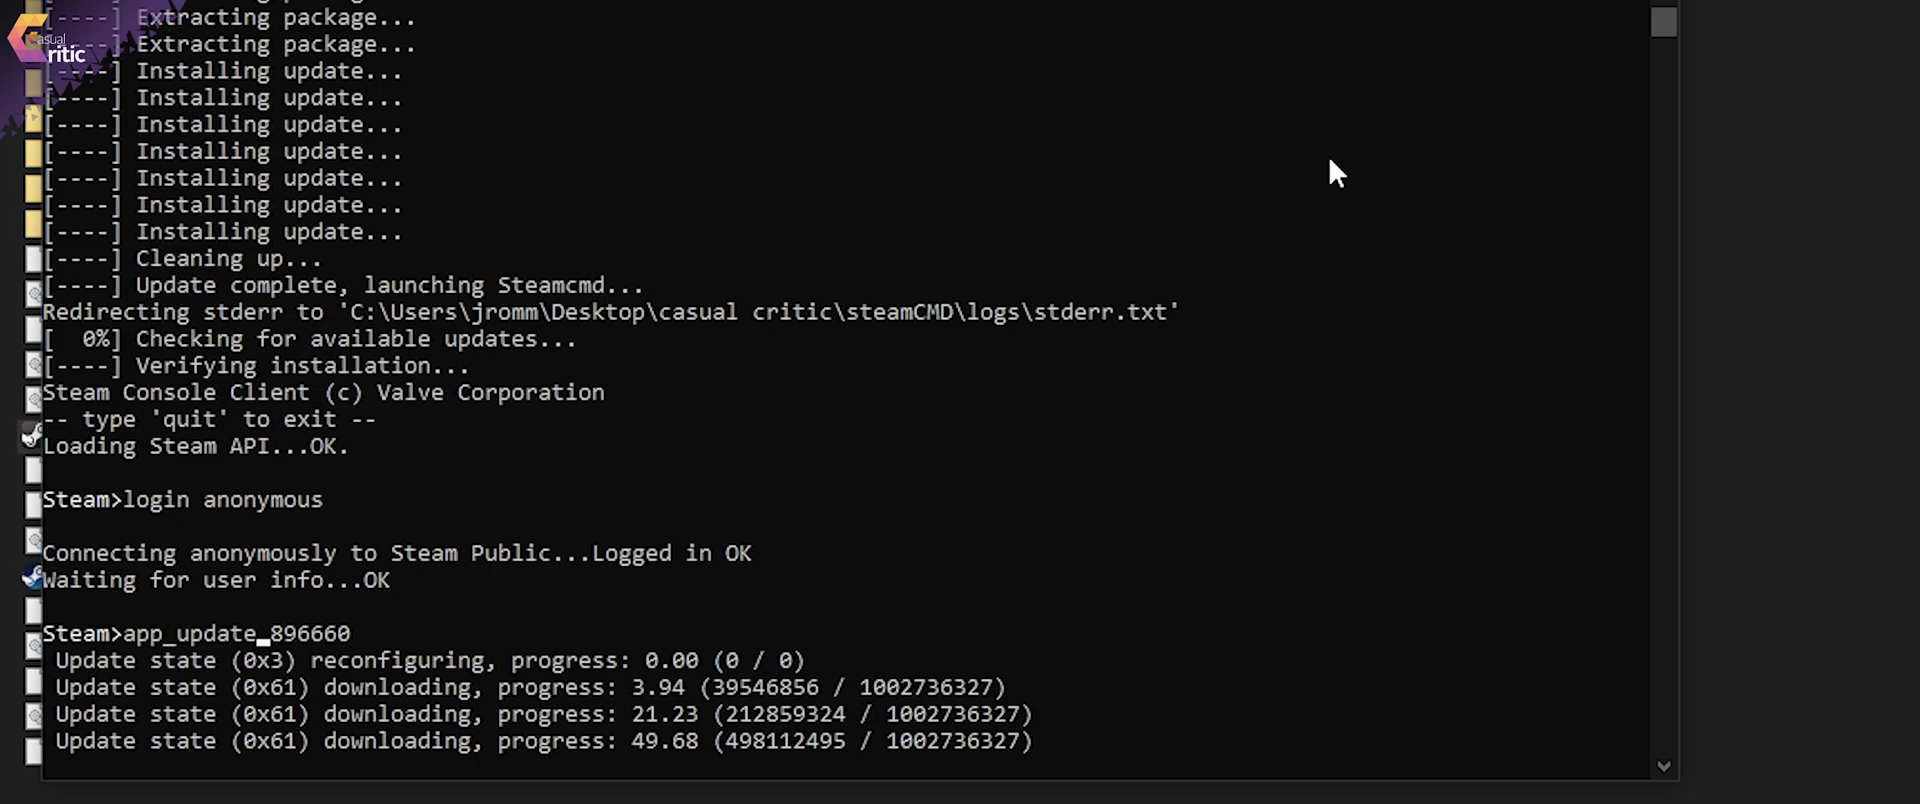 Casual
Critic
[----] Extracting package...
[----] Extracting package...
[----] Installing update...
[----] Installing update...
[----] Installing update...
[----] Installing update...
[----] Installing update...
[----] Installing update...
[----] Installing update...
[----] Cleaning up...
[----] Update complete, launching Steamcmd...
Redirecting stderr to 'C:\Users\jromm\Desktop\casual critic\steamCMD\logs\stderr.txt'
[  0%] Checking for available updates...
[----] Verifying installation...
Steam Console Client (c) Valve Corporation
-- type 'quit' to exit --
Loading Steam API...OK.
Steam>login anonymous
Connecting anonymously to Steam Public...Logged in OK
Waiting for user info...OK
Steam>app_update 896660
Update state (0x3) reconfiguring, progress: 0.00 (0 / 0)
Update state (0x61) downloading, progress: 3.94 (39546856 / 1002736327)
Update state (0x61) downloading, progress: 21.23 (212859324 / 1002736327)
Update state (0x61) downloading, progress: 49.68 (498112495 / 1002736327)